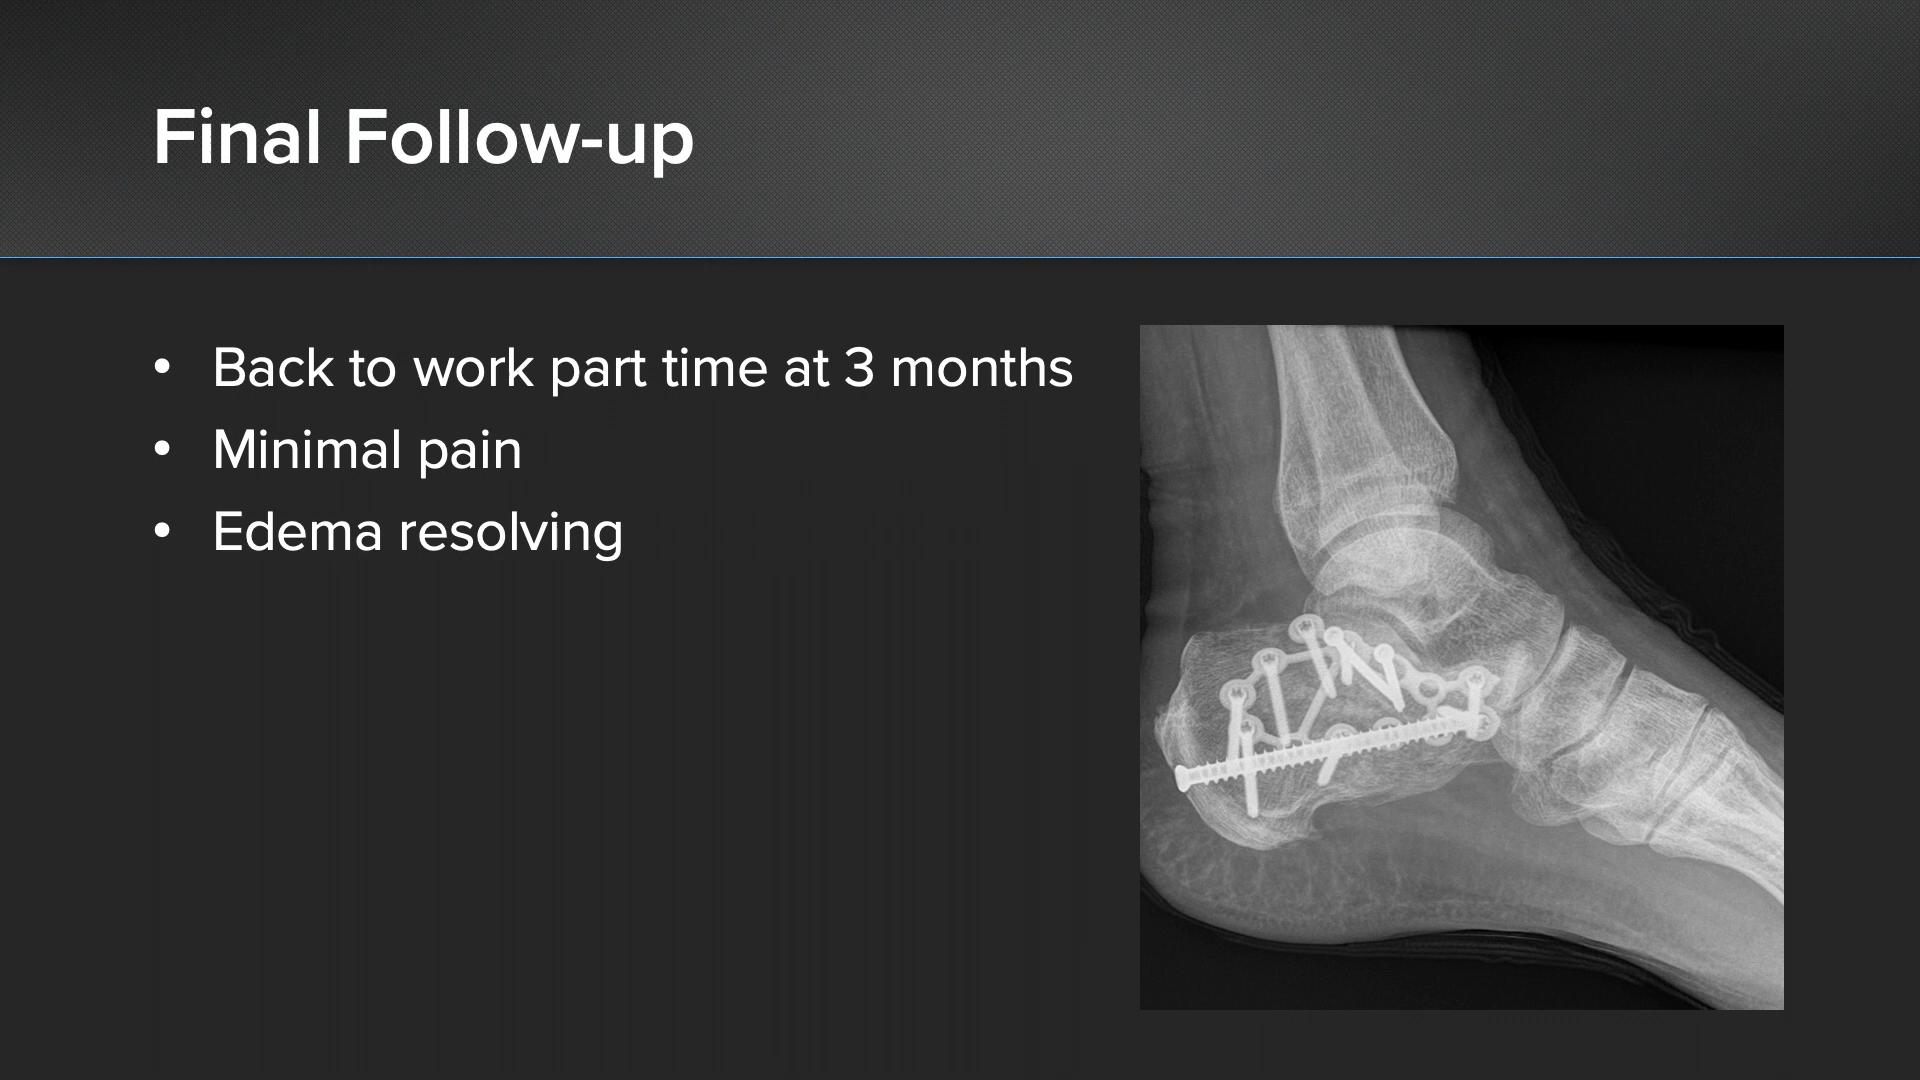 Final Follow-up
• Back to work part time at 3 months
• Minimal pain
• Edema resolving